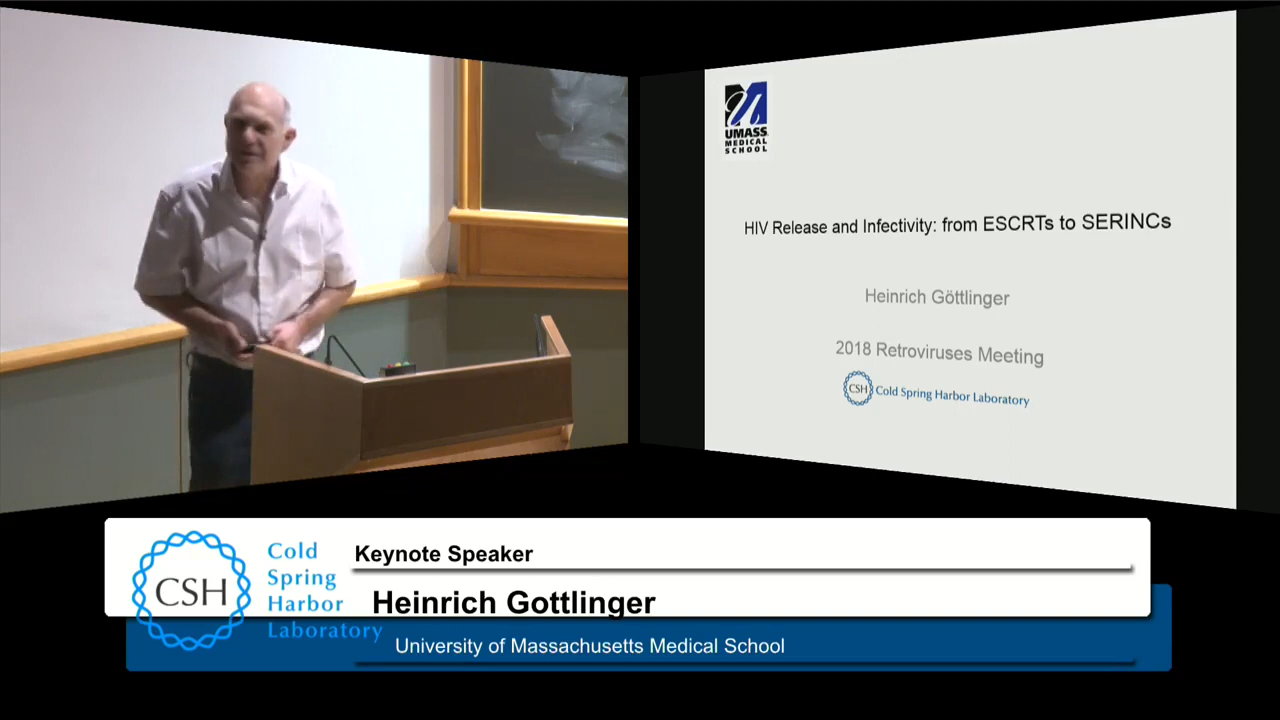 UMASS
MEDICAL
SCHOOL
HIV Release and Infectivity: from ESCRTs to SERINCs
Heinrich Göttlinger
2018 Retroviruses Meeting
CSH Cold Spring Harbor Laboratory
CSH
Cold
Spring
Harbor
Laboratory
Keynote Speaker
Heinrich Gottlinger
University of Massachusetts Medical School